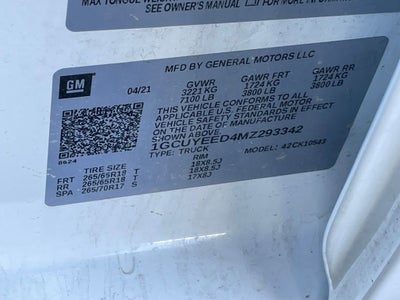 MAX TONGUE WEIGHT
SEE OWNER'S MANUAL
MFD BY GENERAL MOTORS LLC
GM
04/21 GVWR GAWR FRT GAWR RR
3221 KG 1724 KG 1724 KG
7100 LB 3800 LB 3800 LB
THIS VEHICLE CONFORMS TO ALL
APPLICABLE U.S. FEDERAL MOTOR
VEHICLE SAFETY STANDARDS IN EFFECT
ON THE DATE OF MANUFACTURE SHOWN
ABOVE.
1GCUYEED4MZ293342
TYPE: TRUCK MODEL: 42CK10543
8624
TIRE SIZE RIM
FRT 265/65R18 T 18X8.5J
RR 265/65R18 T 18X8.5J
SPA 265/70R17 S 17X8J